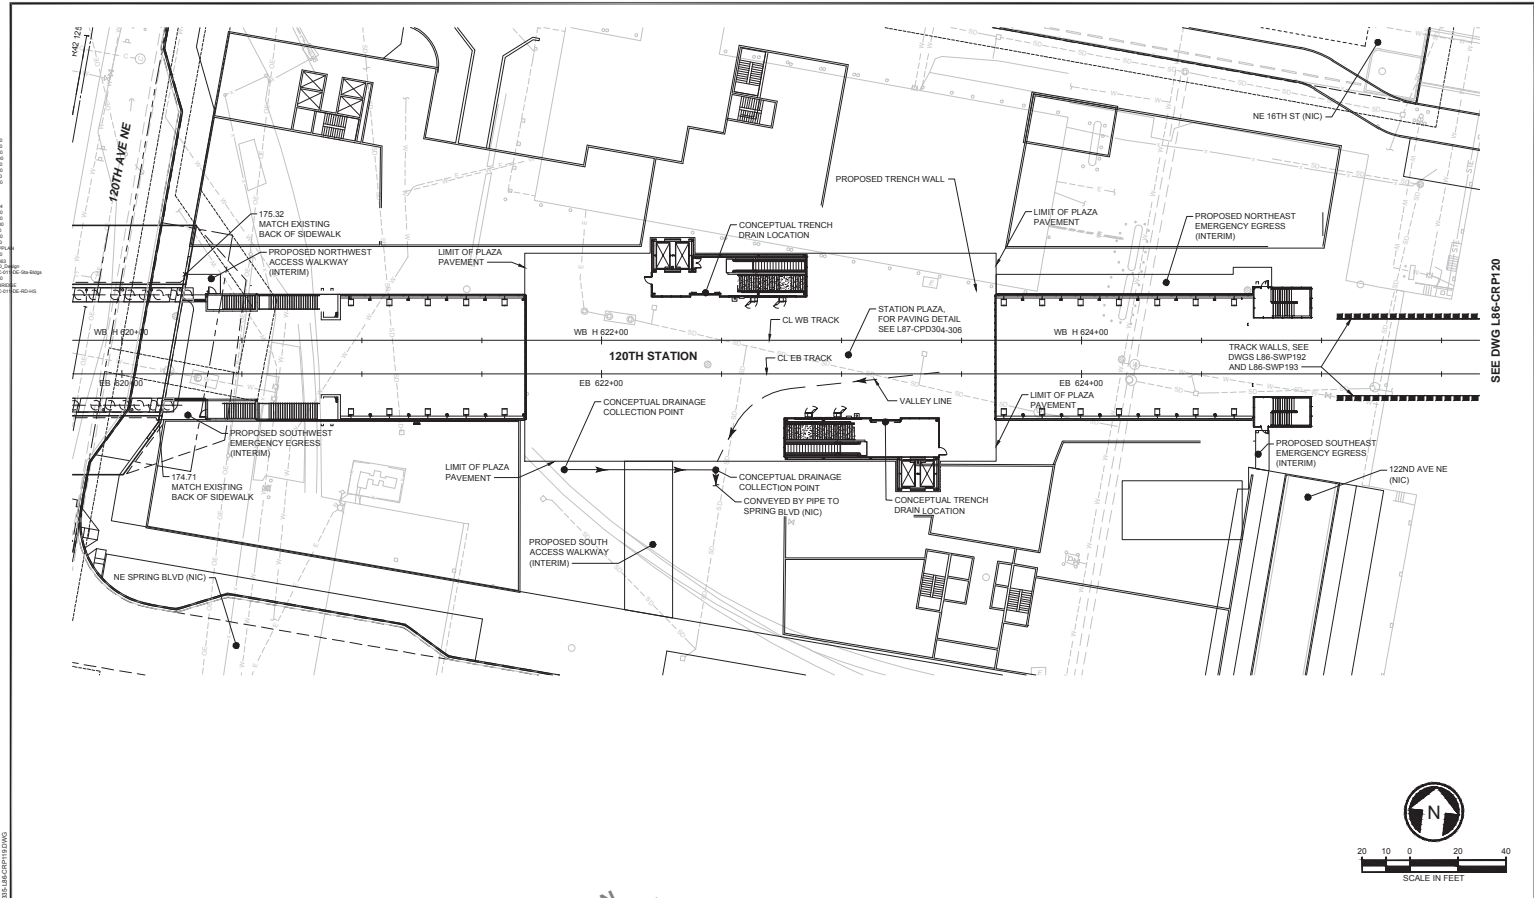 120TH AVE NE
175.32
MATCH EXISTING
BACK OF SIDEWALK
PROPOSED NORTHWEST
ACCESS WALKWAY
(INTERIM)
LIMIT OF PLAZA
PAVEMENT
CONCEPTUAL TRENCH
DRAIN LOCATION
PROPOSED TRENCH WALL
LIMIT OF PLAZA
PAVEMENT
PROPOSED NORTHEAST
EMERGENCY EGRESS
(INTERIM)
NE 16TH ST (NIC)
STATION PLAZA,
FOR PAVING DETAIL
SEE L87-CPD304-306
CL WB TRACK
WB H 620+00
WB H 622+00
WB H 624+00
120TH STATION
CL EB TRACK
EB 620+00
EB 622+00
EB 624+00
TRACK WALLS, SEE
DWGS L86-SWP192
AND L86-SWP193
SEE DWG L86-CRP120
VALLEY LINE
LIMIT OF PLAZA
PAVEMENT
CONCEPTUAL DRAINAGE
COLLECTION POINT
PROPOSED SOUTHWEST
EMERGENCY EGRESS
(INTERIM)
174.71
MATCH EXISTING
BACK OF SIDEWALK
LIMIT OF PLAZA
PAVEMENT
CONCEPTUAL DRAINAGE
COLLECTION POINT
CONVEYED BY PIPE TO
SPRING BLVD (NIC)
CONCEPTUAL TRENCH
DRAIN LOCATION
PROPOSED SOUTHEAST
EMERGENCY EGRESS
(INTERIM)
122ND AVE NE
(NIC)
PROPOSED SOUTH
ACCESS WALKWAY
(INTERIM)
NE SPRING BLVD (NIC)
N
20 10 0 20 40
SCALE IN FEET